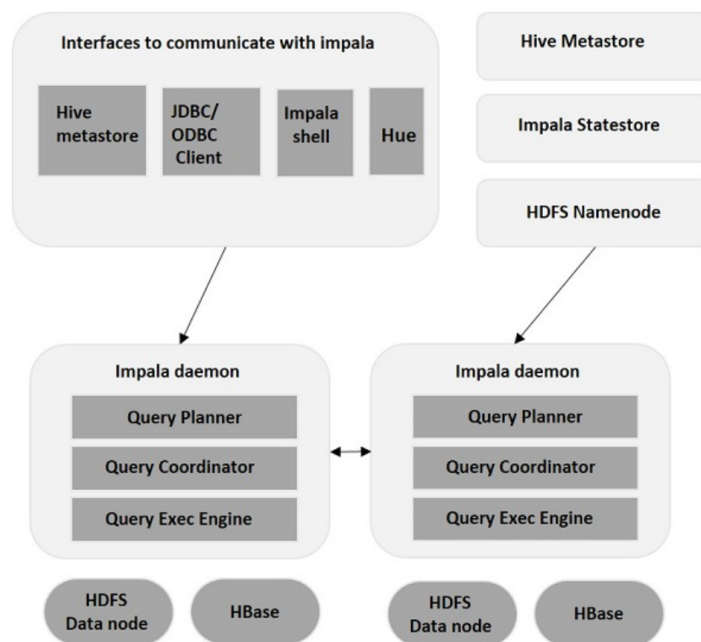 Interfaces to communicate with impala
Hive
metastore
JDBC/
ODBC
Client
Impala
shell
Hue
Hive Metastore
Impala Statestore
HDFS Namenode
Impala daemon
Query Planner
Query Coordinator
Query Exec Engine
Impala daemon
Query Planner
Query Coordinator
Query Exec Engine
HDFS
Data node
HBase
HDFS
Data node
HBase